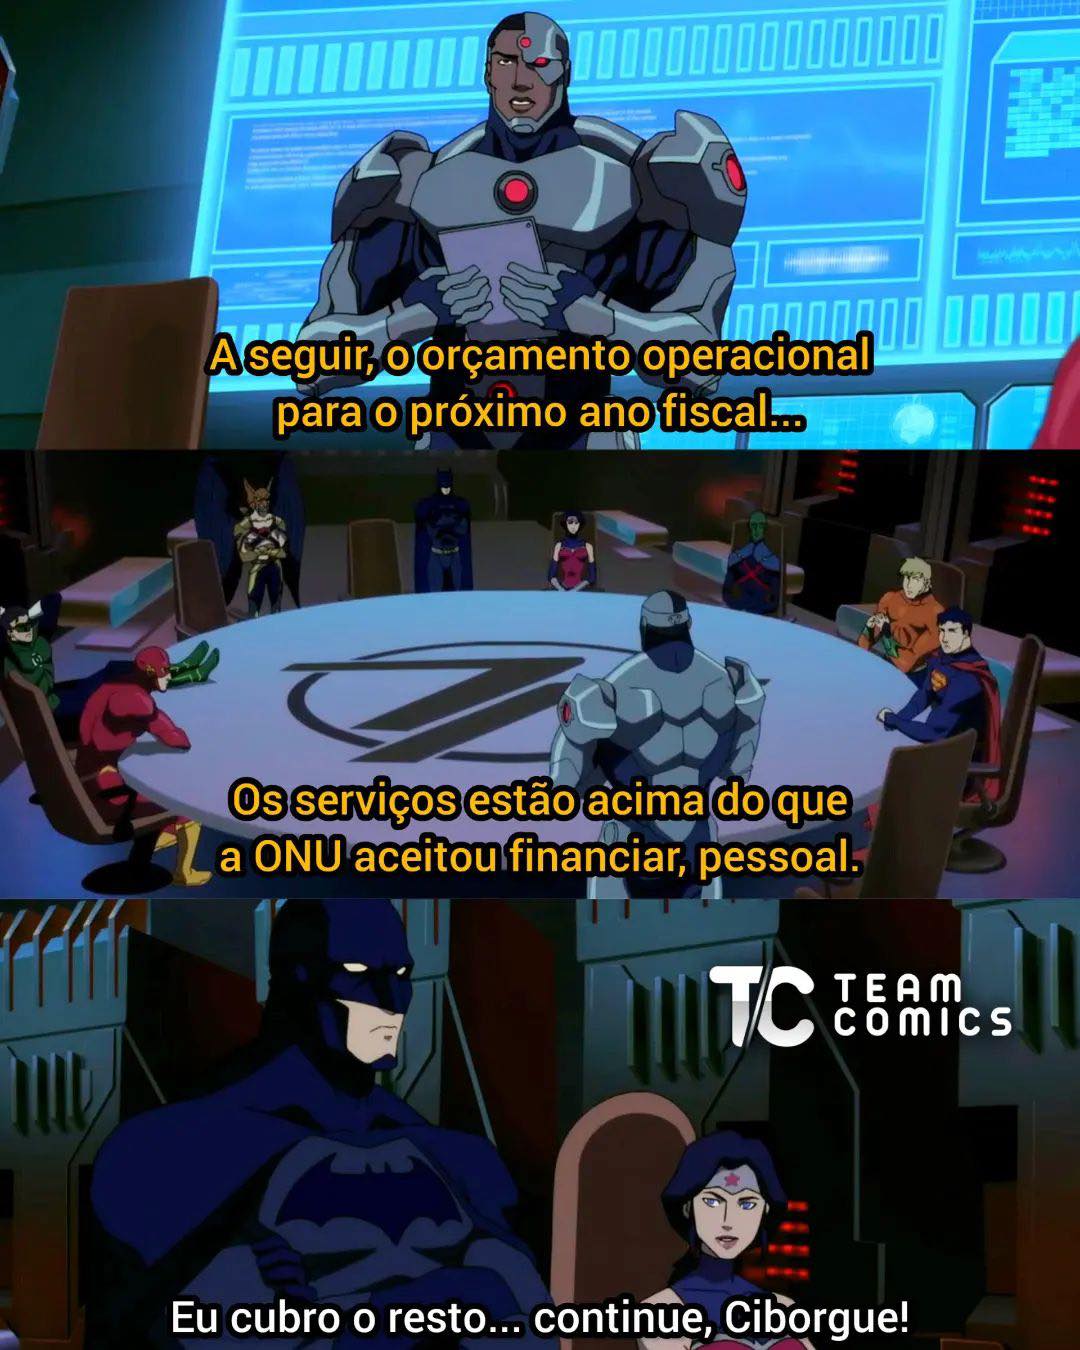 A seguir, o orçamento operacional
para o próximo ano fiscal...
Os serviços estão acima do que
a ONU aceitou financiar, pessoal.
TC TEAM
COMICS
Eu cubro o resto... continue, Ciborgue!